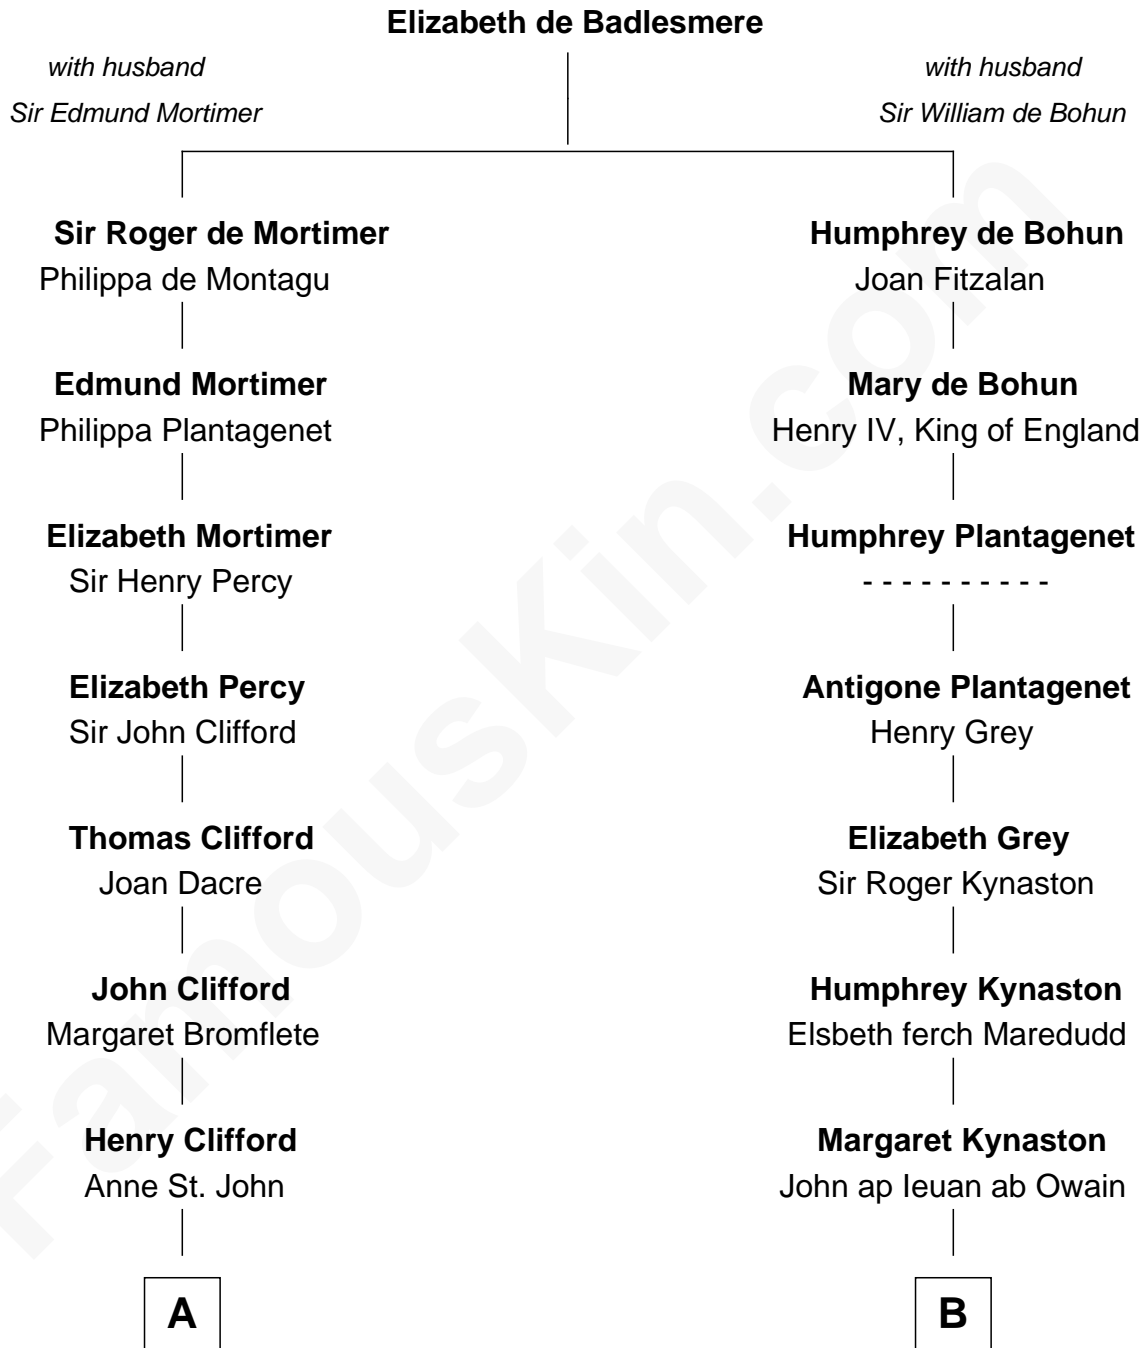 Elizabeth de Badlesmere
with husband
Sir Edmund Mortimer
with husband
Sir William de Bohun
Sir Roger de Mortimer
Philippa de Montagu
Humphrey de Bohun
Joan Fitzalan
Edmund Mortimer
Philippa Plantagenet
Mary de Bohun
Henry IV, King of England
Elizabeth Mortimer
Sir Henry Percy
Humphrey Plantagenet
- - - - - - - - - -
Elizabeth Percy
Sir John Clifford
Antigone Plantagenet
Henry Grey
Thomas Clifford
Joan Dacre
Elizabeth Grey
Sir Roger Kynaston
John Clifford
Margaret Bromflete
Humphrey Kynaston
Elsbeth ferch Maredudd
Henry Clifford
Anne St. John
Margaret Kynaston
John ap Ieuan ab Owain
A
B
FamousKin.com